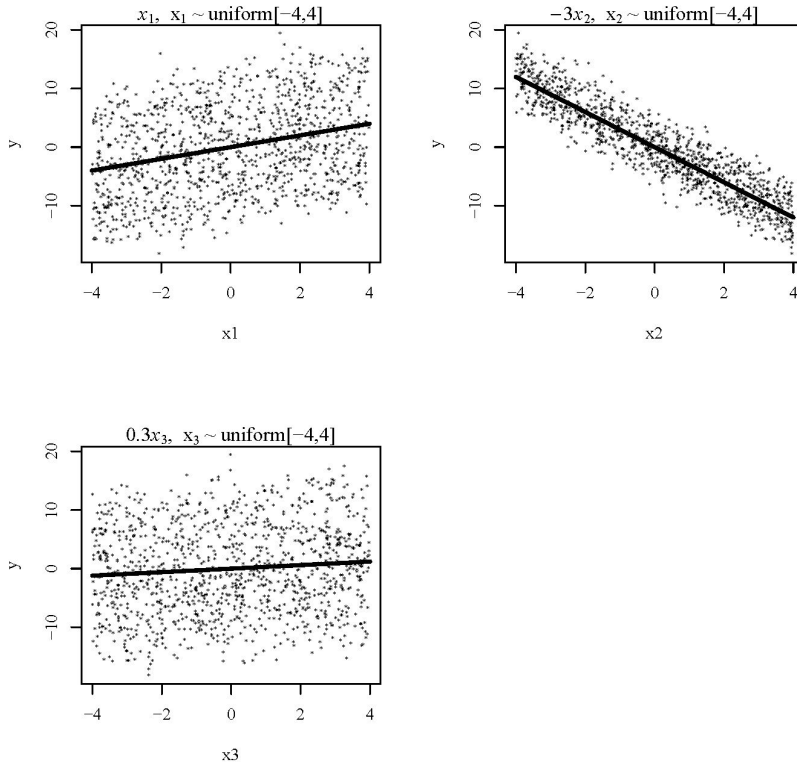 x₁, x₁ ~ uniform[−4,4]
20
10
0
−10
y
−4 −2 0 2 4
x1
−3x₂, x₂ ~ uniform[−4,4]
20
10
0
−10
y
−4 −2 0 2 4
x2
0.3x₃, x₃ ~ uniform[−4,4]
20
10
0
−10
y
−4 −2 0 2 4
x3